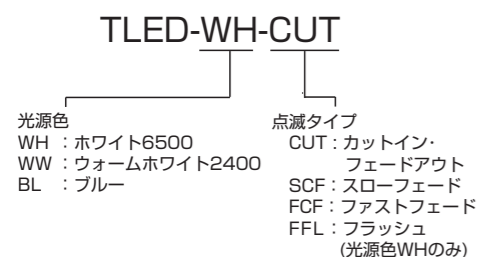 TLED-WH-CUT
光源色
WH ：ホワイト6500
WW ：ウォームホワイト2400
BL ：ブルー
点滅タイプ
CUT：カットイン・
フェードアウト
SCF：スローフェード
FCF：ファストフェード
FFL：フラッシュ
(光源色WHのみ)